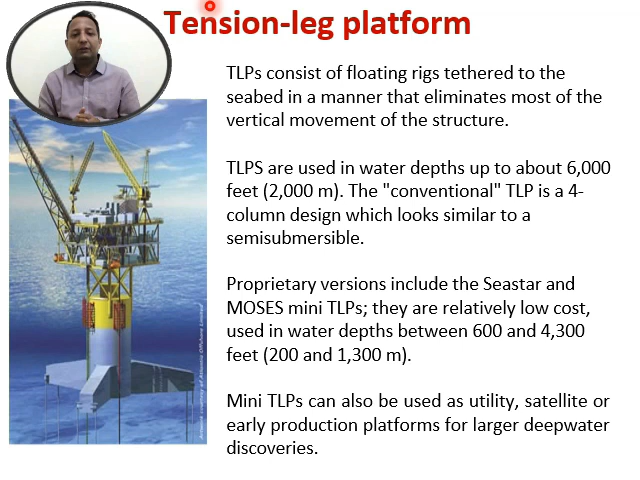 Tension-leg platform
TLPs consist of floating rigs tethered to the
seabed in a manner that eliminates most of the
vertical movement of the structure.
TLPS are used in water depths up to about 6,000
feet (2,000 m). The "conventional" TLP is a 4-
column design which looks similar to a
semisubmersible.
Proprietary versions include the Seastar and
MOSES mini TLPs; they are relatively low cost,
used in water depths between 600 and 4,300
feet (200 and 1,300 m).
Mini TLPs can also be used as utility, satellite or
early production platforms for larger deepwater
discoveries.
courtesy of Atlantia Offshore Limited